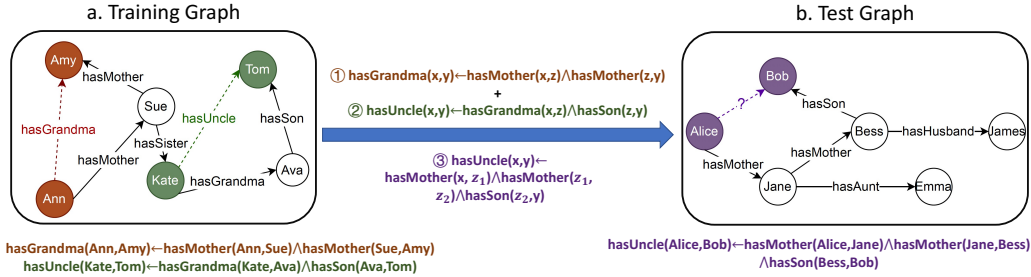 a. Training Graph
b. Test Graph
Amy
Tom
hasMother
Sue
hasUncle
hasSon
hasGrandma
hasSister
hasMother
Kate
hasGrandma
Ava
Ann
① hasGrandma(x,y)←hasMother(x,z)⋀hasMother(z,y)
+
② hasUncle(x,y)←hasGrandma(x,z)⋀hasSon(z,y)
③ hasUncle(x,y)←
hasMother(x, z₁)⋀hasMother(z₁,
z₂)⋀hasSon(z₂,y)
Bob
?
hasSon
Alice
Bess
hasHusband
James
hasMother
hasMother
Jane
hasAunt
Emma
hasGrandma(Ann,Amy)←hasMother(Ann,Sue)⋀hasMother(Sue,Amy)
hasUncle(Kate,Tom)←hasGrandma(Kate,Ava)⋀hasSon(Ava,Tom)
hasUncle(Alice,Bob)←hasMother(Alice,Jane)⋀hasMother(Jane,Bess)
⋀hasSon(Bess,Bob)